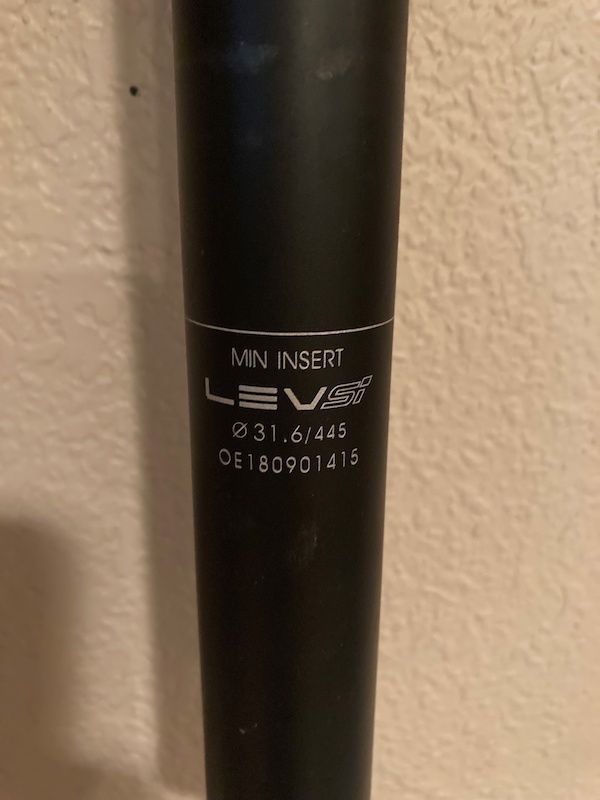 MIN INSERT
LEVSi
Ø31.6/445
OE180901415